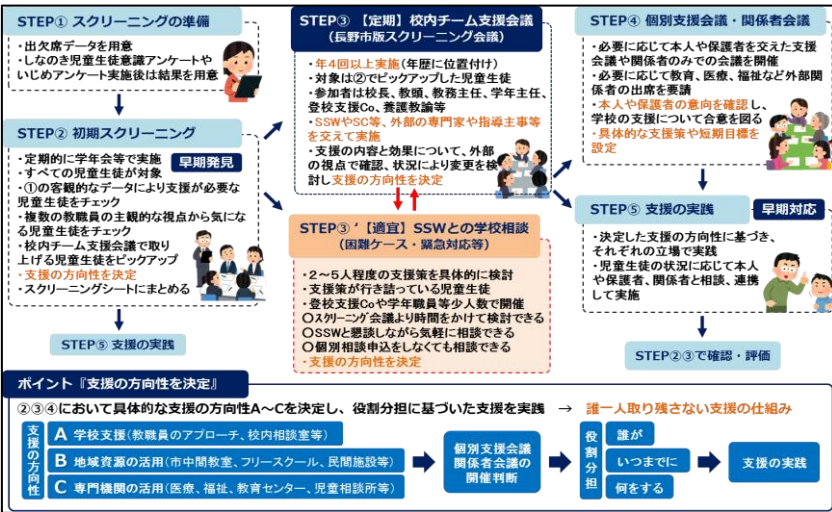 STEP① スクリーニングの準備
・出欠席データを用意
・しなのき児童生徒意識アンケートや
いじめアンケート実施後は結果を用意
STEP② 初期スクリーニング
・定期的に学年会等で実施
早期発見
・すべての児童生徒が対象
・①の客観的なデータにより支援が必要な
児童生徒をチェック
・複数の教職員の主観的な視点から気にな
る児童生徒をチェック
・校内チーム支援会議で取り
上げる児童生徒をピックアップ
・支援の方向性を決定
・スクリーニングシートにまとめる
STEP⑤ 支援の実践
STEP③ 【定期】校内チーム支援会議
(長野市版スクリーニング会議)
・年4回以上実施(年歴に位置付け)
・対象は②でピックアップした児童生徒
・参加者は校長、教頭、教務主任、学年主任、
登校支援Co、養護教諭等
・SSWやSC等、外部の専門家や指導主事等
を交えて実施
・支援の内容と効果について、外部
の視点で確認、状況により変更を検
討し支援の方向性を決定
STEP③'【適宜】SSWとの学校相談
(困難ケース・緊急対応等)
・2~5人程度の支援策を具体的に検討
・支援策が行き詰っている児童生徒
・登校支援Coや学年職員等少人数で開催
○スクリーニング会議より時間をかけて検討できる
○SSWと懇談しながら気軽に相談できる
○個別相談申込をしなくても相談できる
・支援の方向性を決定
STEP④ 個別支援会議・関係者会議
・必要に応じて本人や保護者を交えた支援
会議や関係者のみでの会議を開催
・必要に応じて教育、医療、福祉など外部関
係者の出席を要請
・本人や保護者の意向を確認し、
学校の支援について合意を図る
・具体的な支援策や短期目標を
設定
STEP⑤ 支援の実践
早期対応
・決定した支援の方向性に基づき、
それぞれの立場で実践
・児童生徒の状況に応じて本人
や保護者、関係者と相談、連携
して実施
STEP②③で確認・評価
ポイント『支援の方向性を決定』
②③④において具体的な支援の方向性A~Cを決定し、役割分担に基づいた支援を実践 → 誰一人取り残さない支援の仕組み
支援の方向性
A 学校支援(教職員のアプローチ、校内相談室等)
B 地域資源の活用(市中間教室、フリースクール、民間施設等)
C 専門機関の活用(医療、福祉、教育センター、児童相談所等)
個別支援会議
関係者会議の
開催判断
役割分担
誰が
いつまでに
何をする
支援の実践